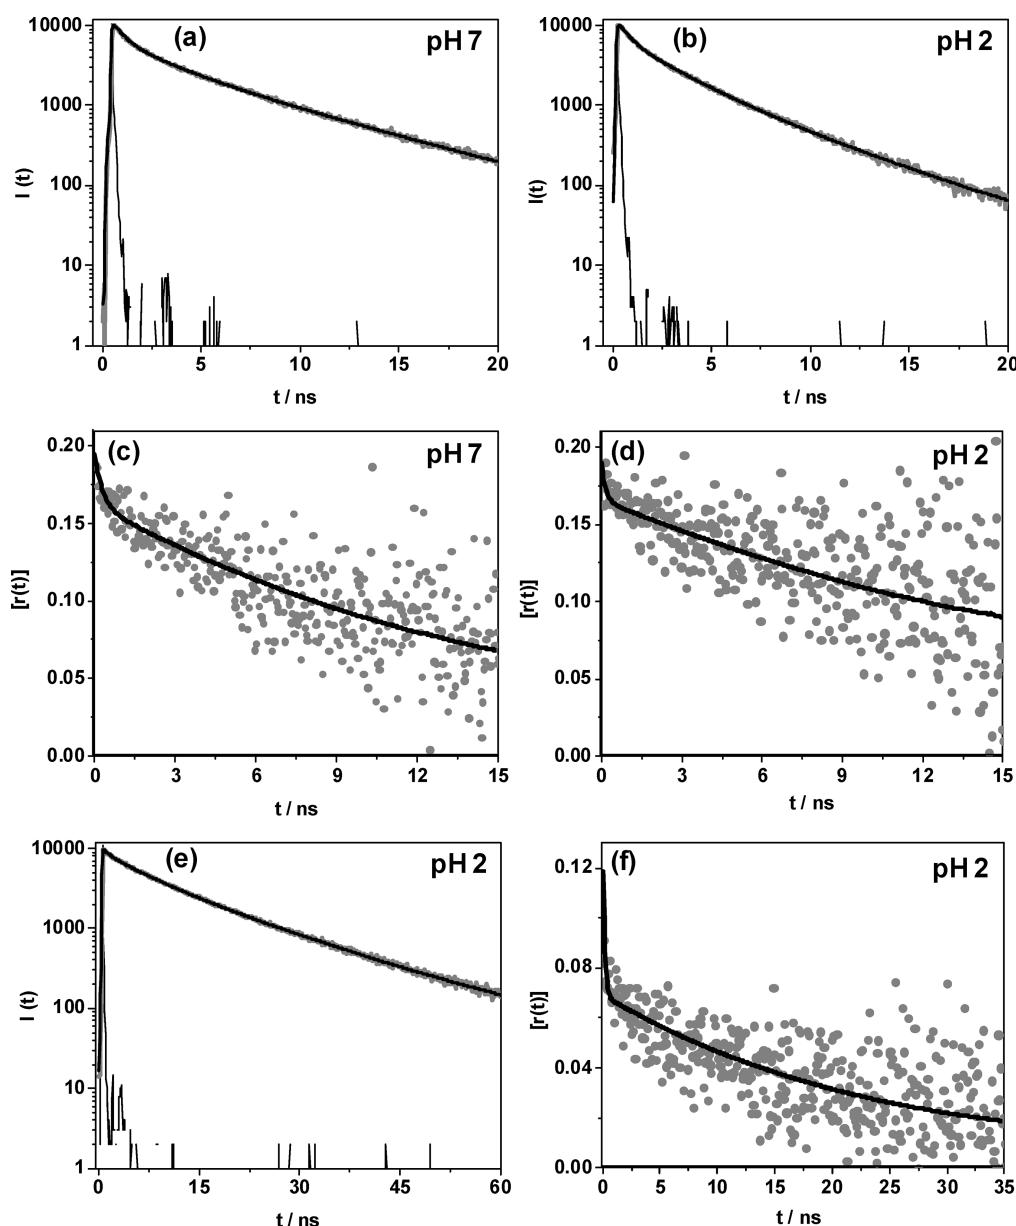 (a) pH 7
10000
1000
100
10
1
I (t)
0 5 10 15 20
t / ns
(b) pH 2
10000
1000
100
10
1
I(t)
0 5 10 15 20
t / ns
(c) pH 7
0.20
0.15
0.10
0.05
0.00
[r(t)]
0 3 6 9 12 15
t / ns
(d) pH 2
0.20
0.15
0.10
0.05
0.00
[r(t)]
0 3 6 9 12 15
t / ns
(e) pH 2
10000
1000
100
10
1
I (t)
0 15 30 45 60
t / ns
(f) pH 2
0.12
0.08
0.04
0.00
[r(t)]
0 5 10 15 20 25 30 35
t / ns